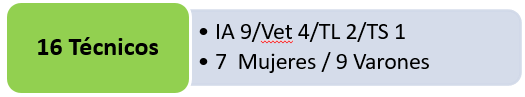 16 Técnicos
• IA 9/Vet 4/TL 2/TS 1
• 7 Mujeres / 9 Varones